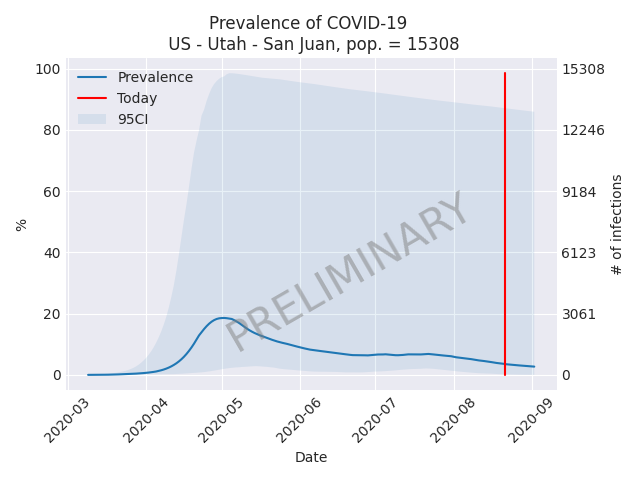 Prevalence of COVID-19
US - Utah - San Juan, pop. = 15308
Prevalence
Today
95CI
100
80
60
40
20
0
%
15308
12246
9184
6123
3061
0
# of infections
PRELIMINARY
2020-03
2020-04
2020-05
2020-06
2020-07
2020-08
2020-09
Date